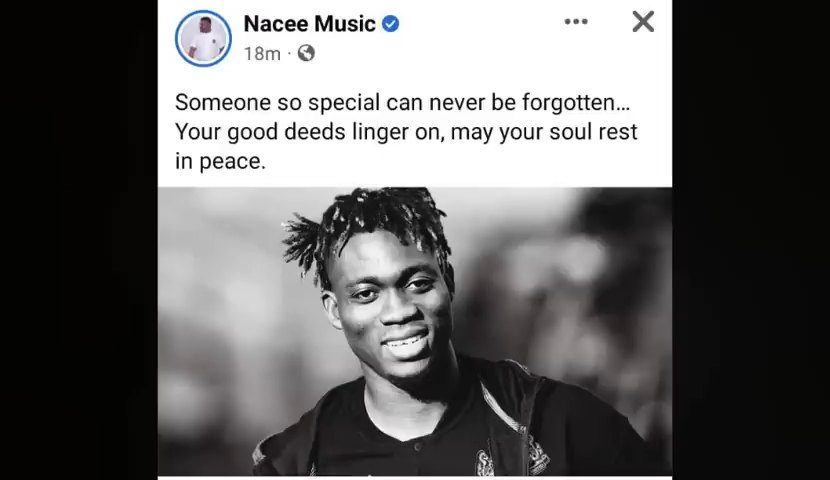 Nacee Music
18m ·
Someone so special can never be forgotten...
Your good deeds linger on, may your soul rest
in peace.